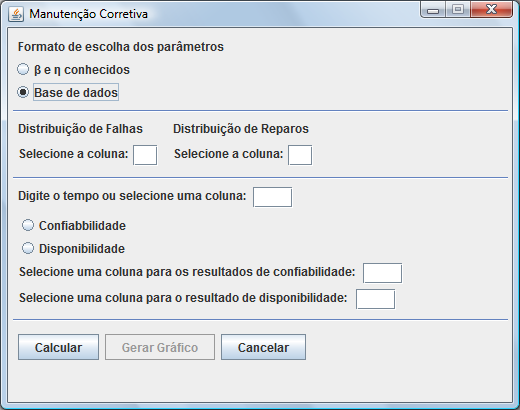 Manutenção Corretiva
Formato de escolha dos parâmetros
β e η conhecidos
Base de dados
Distribuição de Falhas Distribuição de Reparos
Selecione a coluna: Selecione a coluna:
Digite o tempo ou selecione uma coluna:
Confiabbilidade
Disponibilidade
Selecione uma coluna para os resultados de confiabilidade:
Selecione uma coluna para o resultado de disponibilidade:
Calcular Gerar Gráfico Cancelar